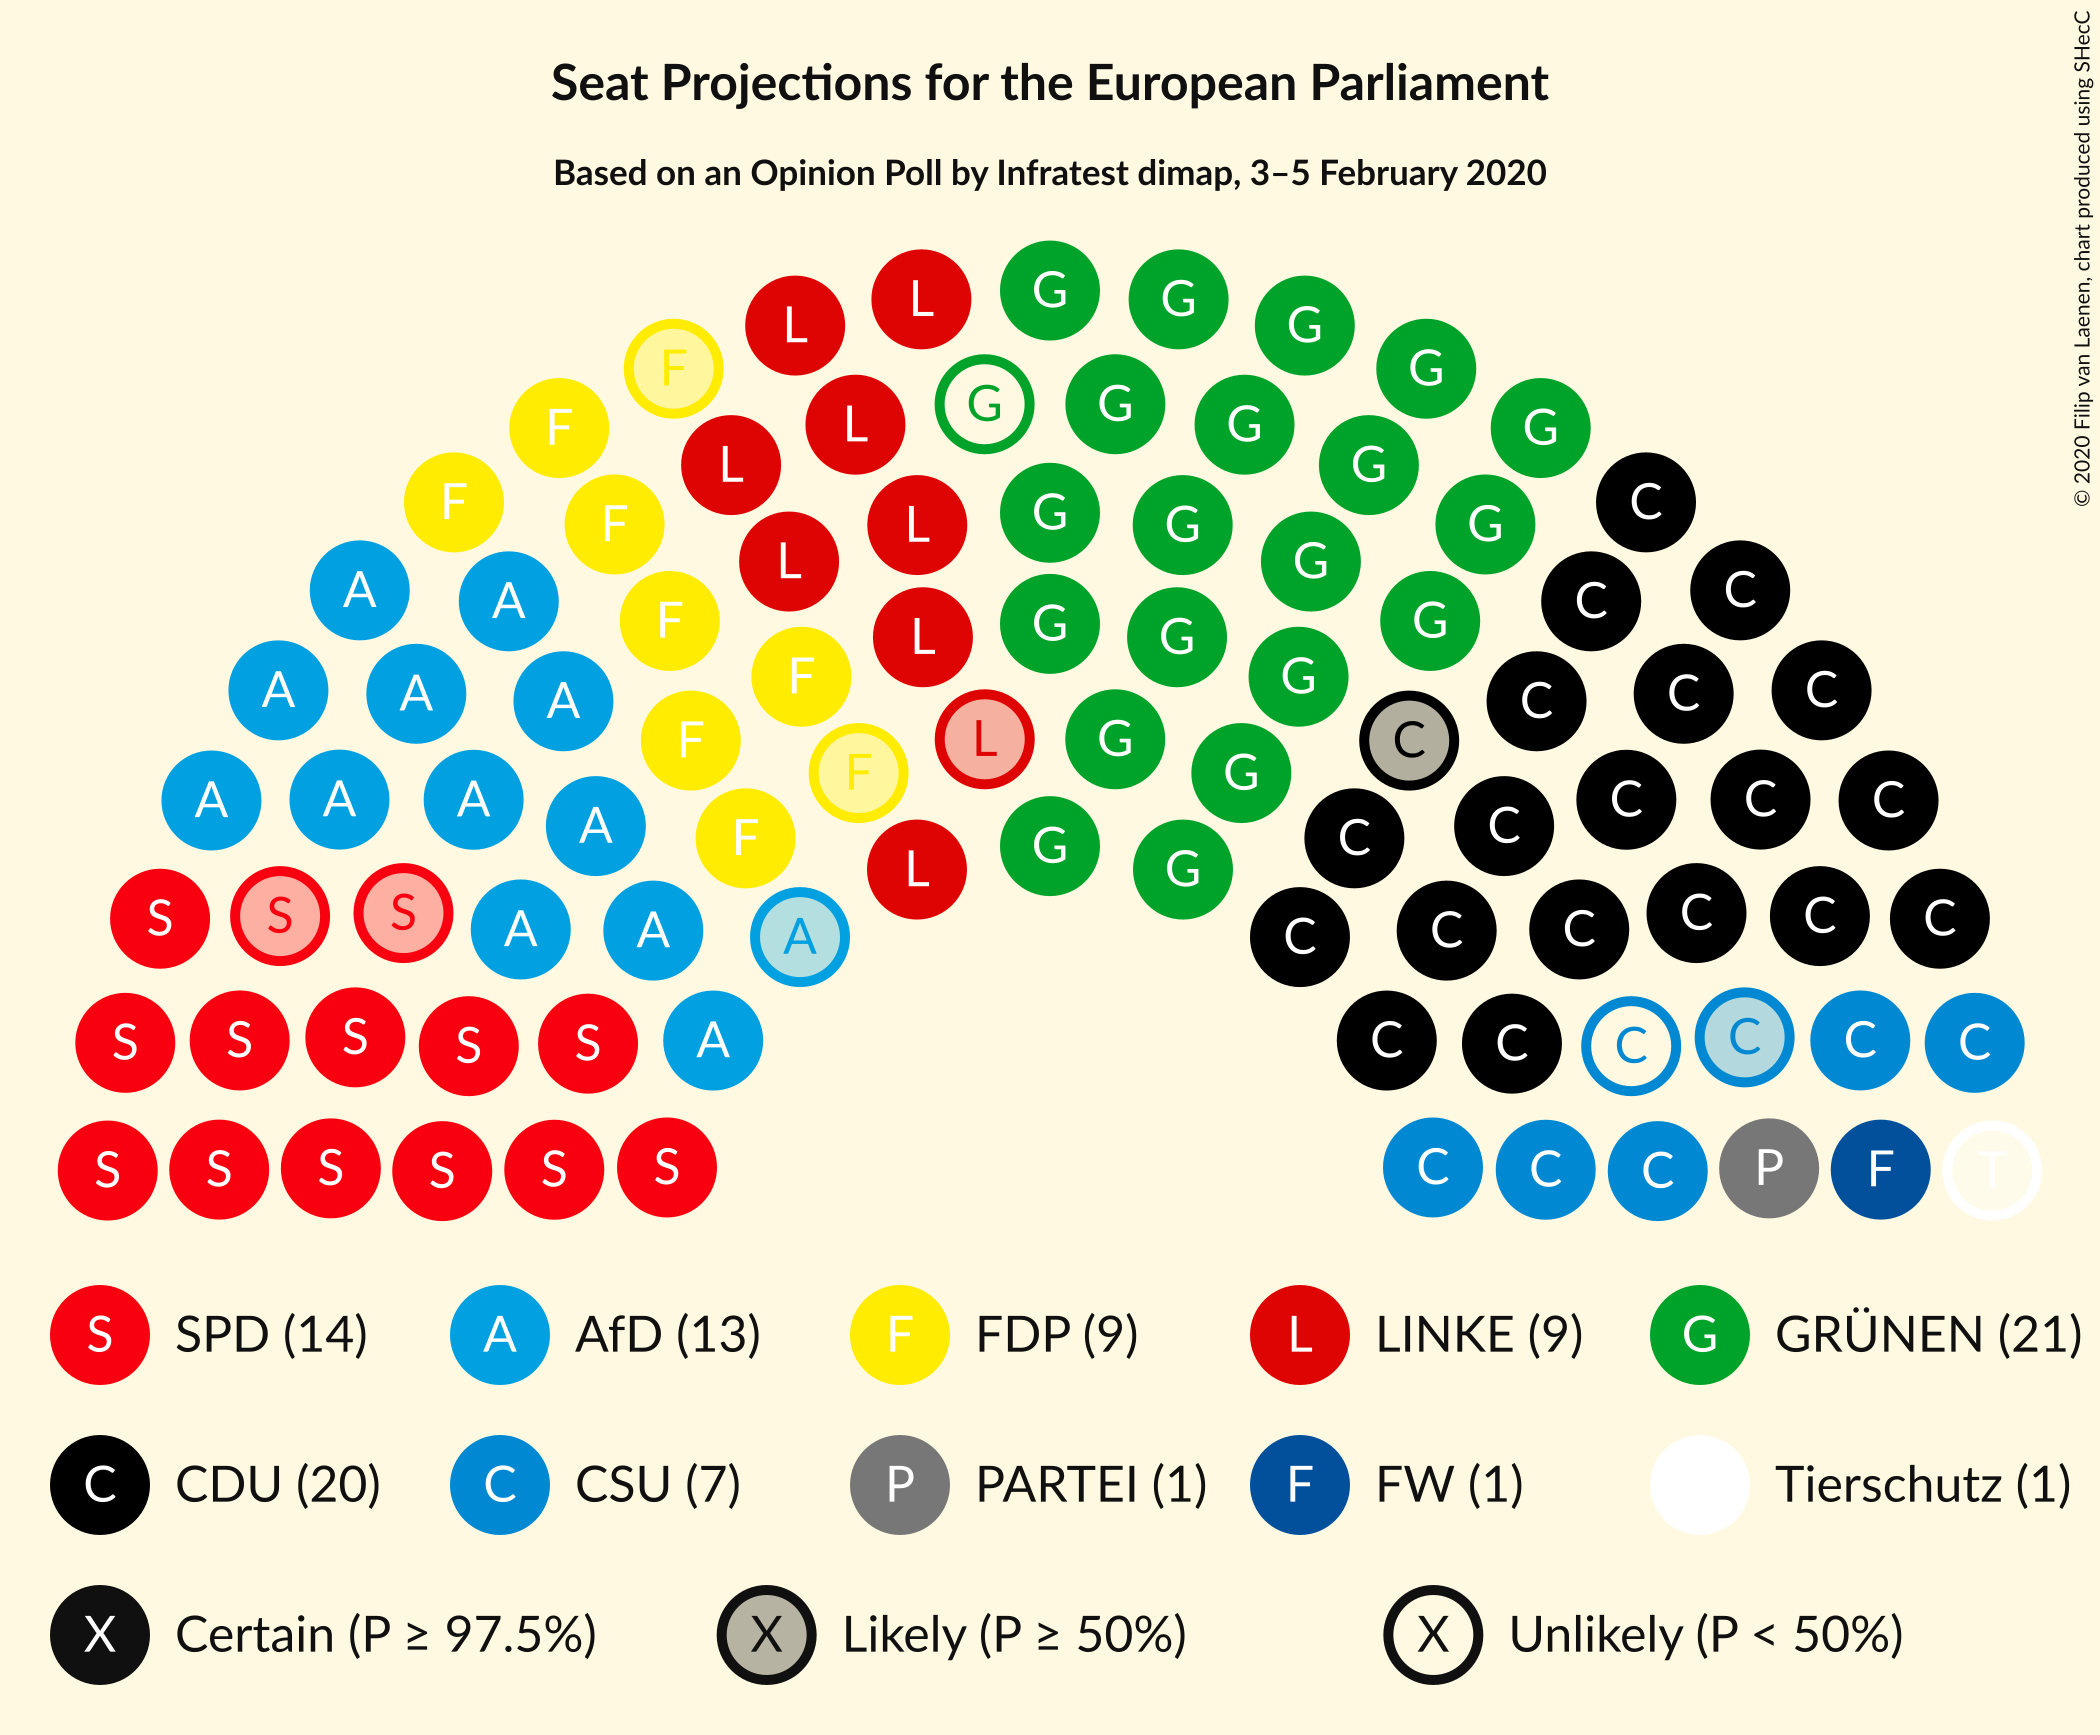 Seat Projections for the European Parliament
Based on an Opinion Poll by Infratest dimap, 3–5 February 2020
© 2020 Filip van Laenen, chart produced using SHecC
L L G G G G G
F L L G G G G G
F F L L G G G G C
F F L G G G G C C
A A F F L G G C C C C
A A A F F L G G C C C C C
A A A A F A L G G C C C C C C
S S S A A A C C C C C C
S S S S S A C C C C C C
S S S S S S C C C P F T
S SPD (14) A AfD (13) F FDP (9) L LINKE (9) G GRÜNEN (21)
C CDU (20) C CSU (7) P PARTEI (1) F FW (1) Tierschutz (1)
X Certain (P ≥ 97.5%) X Likely (P ≥ 50%) X Unlikely (P < 50%)